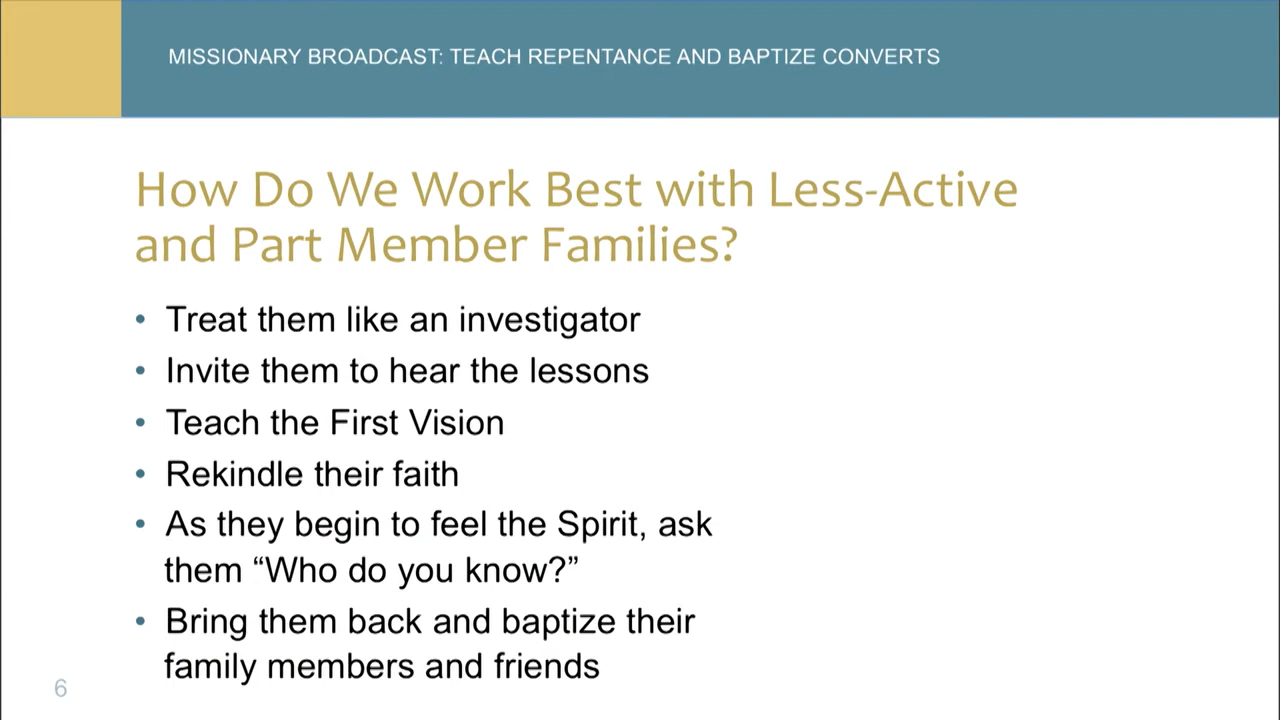 MISSIONARY BROADCAST: TEACH REPENTANCE AND BAPTIZE CONVERTS
How Do We Work Best with Less-Active
and Part Member Families?
• Treat them like an investigator
• Invite them to hear the lessons
• Teach the First Vision
• Rekindle their faith
• As they begin to feel the Spirit, ask
them “Who do you know?”
• Bring them back and baptize their
family members and friends
6